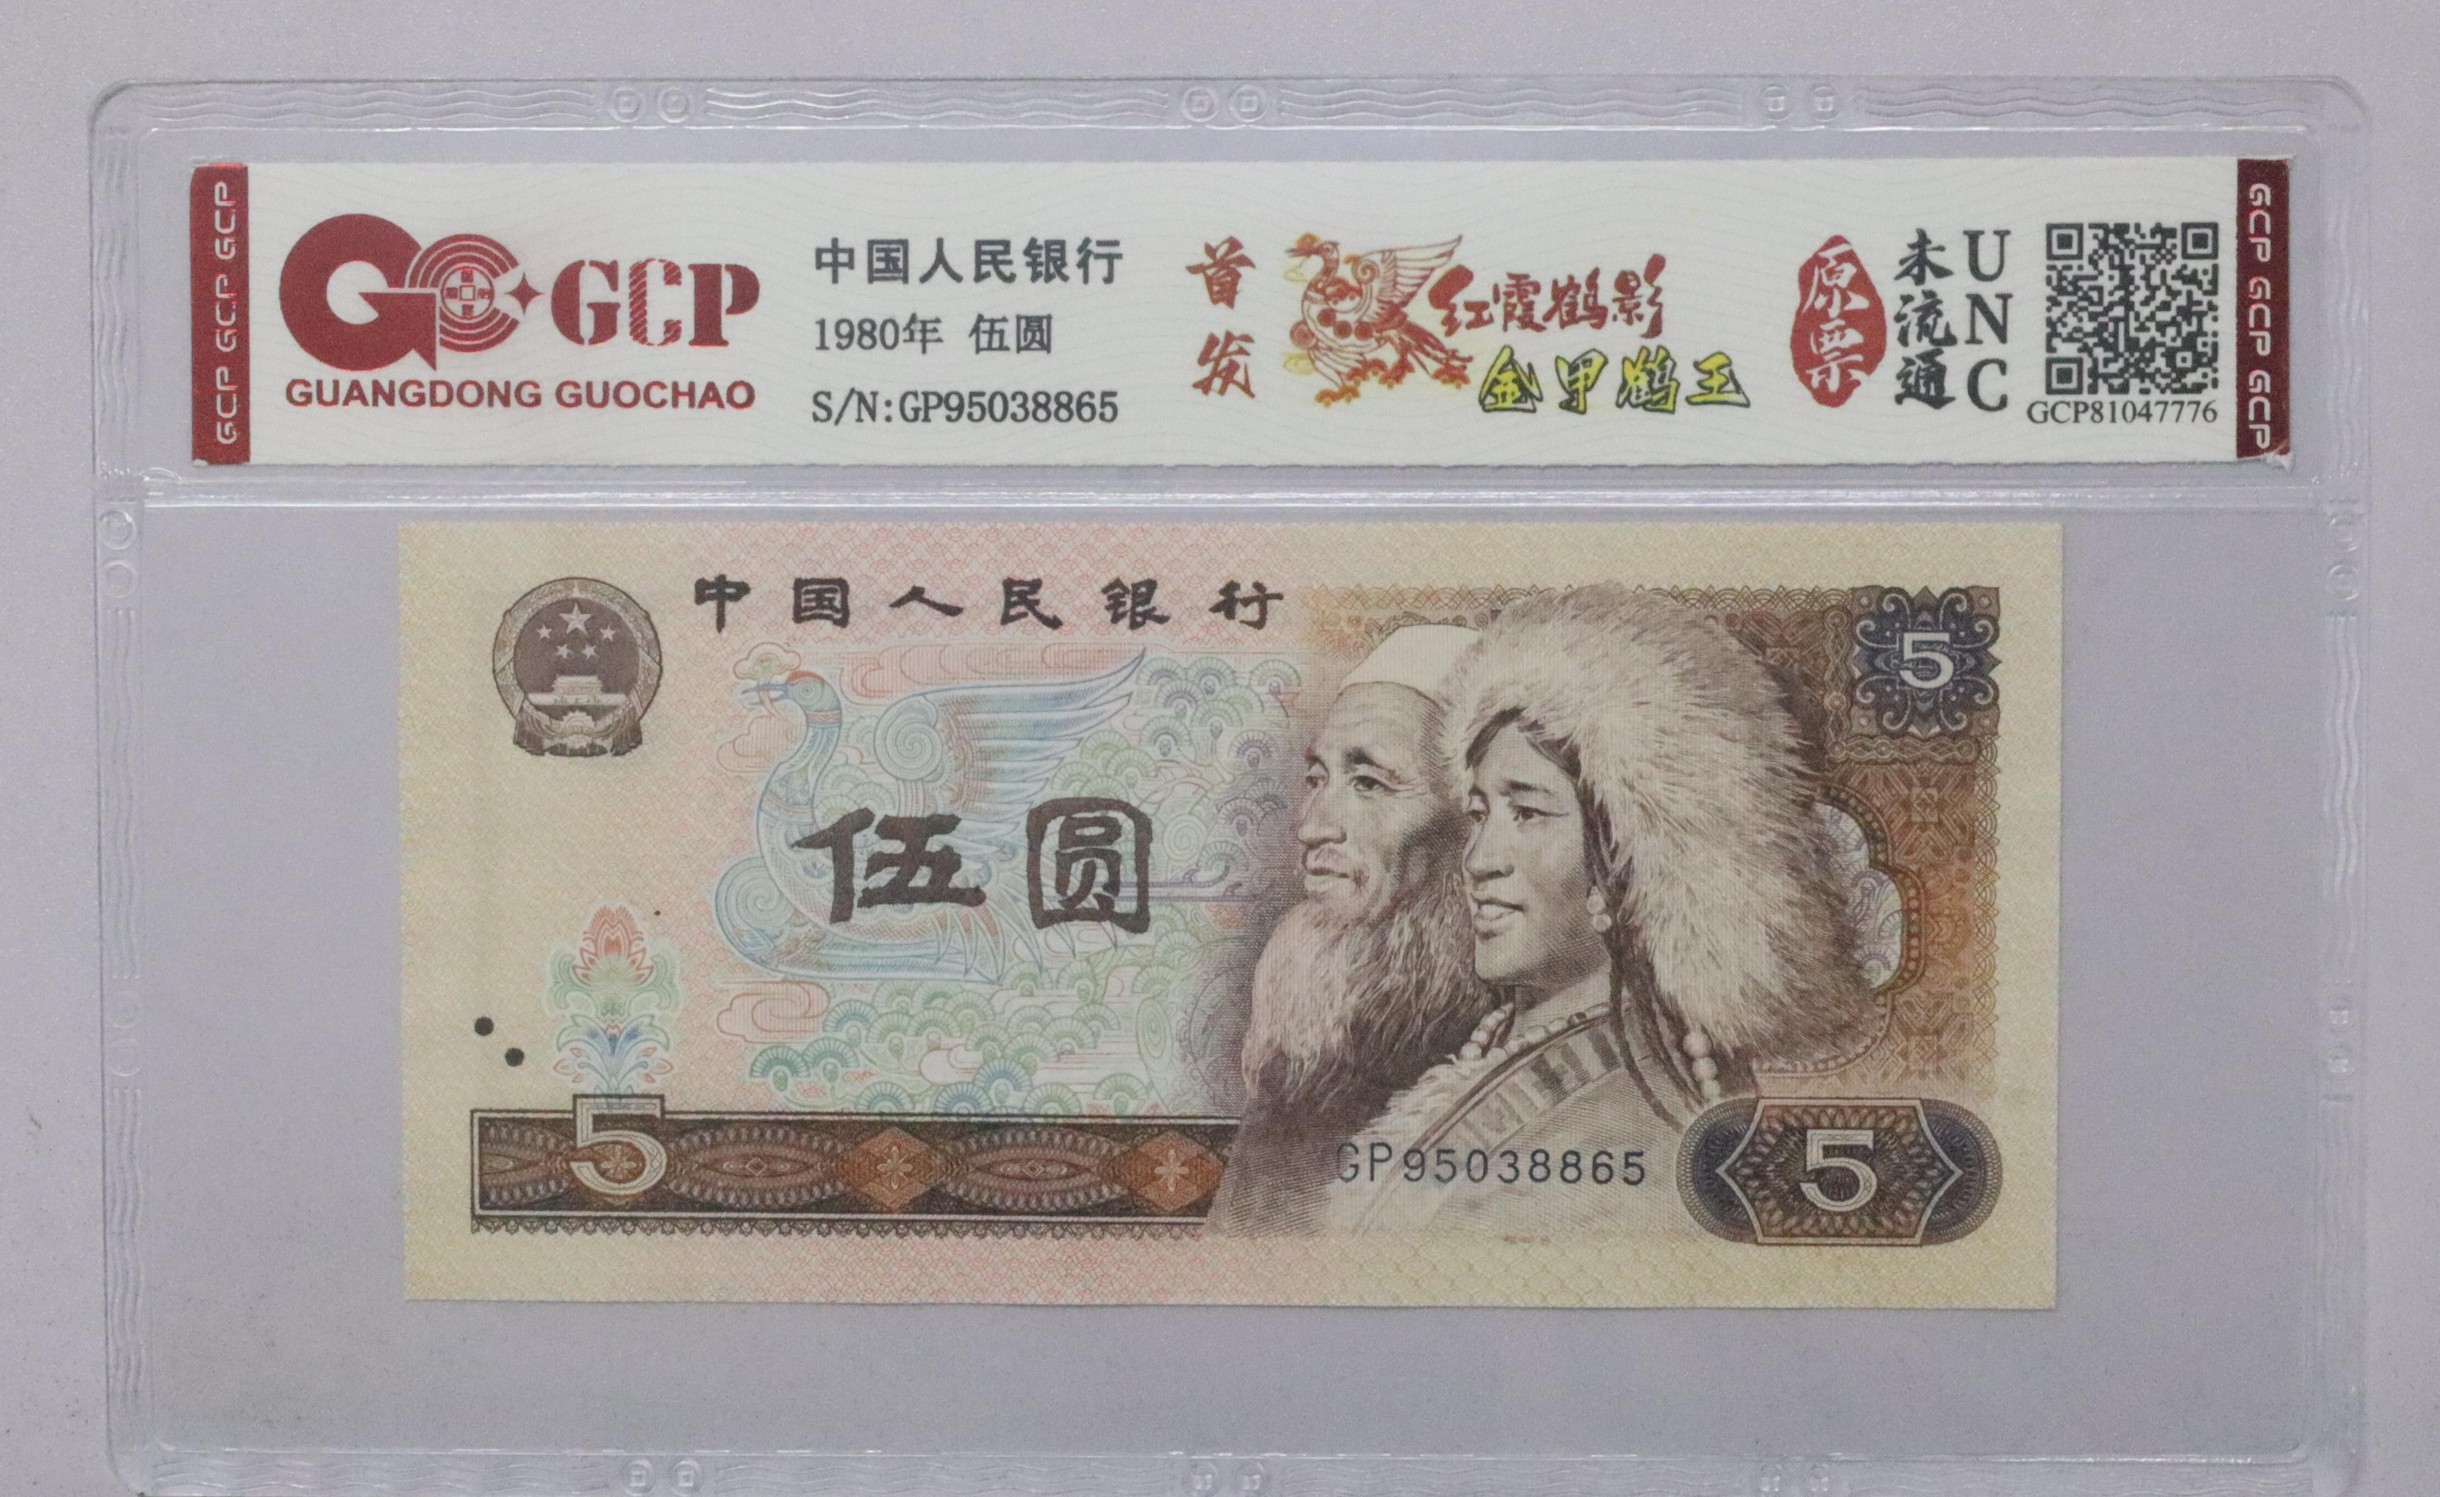 GCP GCP GCP
GCP
GUANGDONG GUOCHAO
中国人民银行
1980年 伍圆
S/N:GP95038865
首发
红霞鹤影
金甲鹤王
原票
未流通
UNC
GCP81047776
GCP GCP GCP
中国人民银行
5
伍圆
5
GP95038865
5